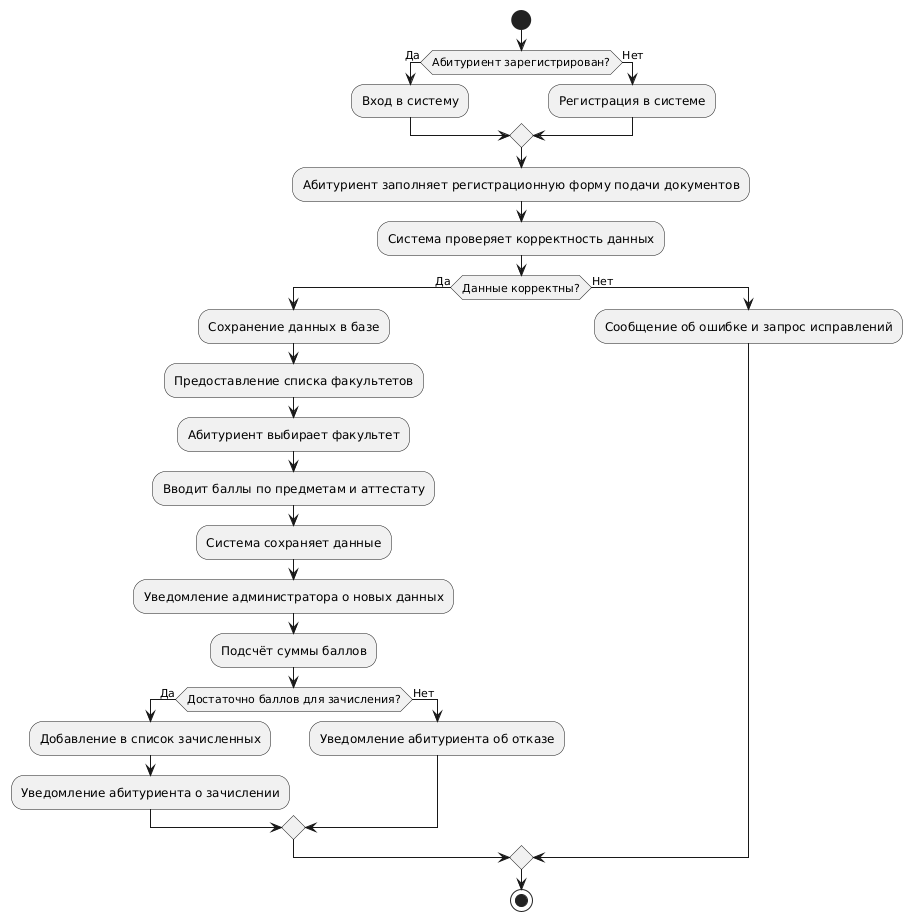 Да
Абитуриент зарегистрирован?
Нет
Вход в систему
Регистрация в системе
Абитуриент заполняет регистрационную форму подачи документов
Система проверяет корректность данных
Да
Данные корректны?
Нет
Сохранение данных в базе
Сообщение об ошибке и запрос исправлений
Предоставление списка факультетов
Абитуриент выбирает факультет
Вводит баллы по предметам и аттестату
Система сохраняет данные
Уведомление администратора о новых данных
Подсчёт суммы баллов
Да
Достаточно баллов для зачисления?
Нет
Добавление в список зачисленных
Уведомление абитуриента об отказе
Уведомление абитуриента о зачислении